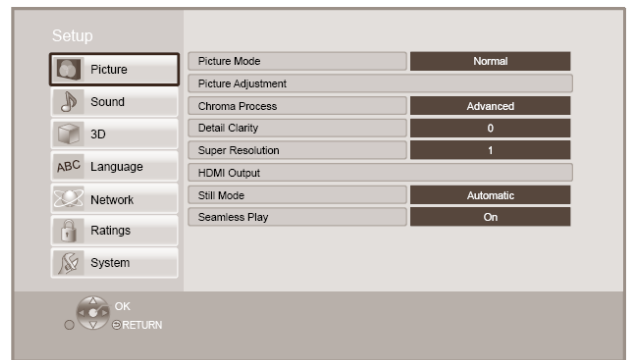 Setup
Picture
Sound
3D
ABC Language
Network
Ratings
System
Picture Mode Normal
Picture Adjustment
Chroma Process Advanced
Detail Clarity 0
Super Resolution 1
HDMI Output
Still Mode Automatic
Seamless Play On
OK
RETURN